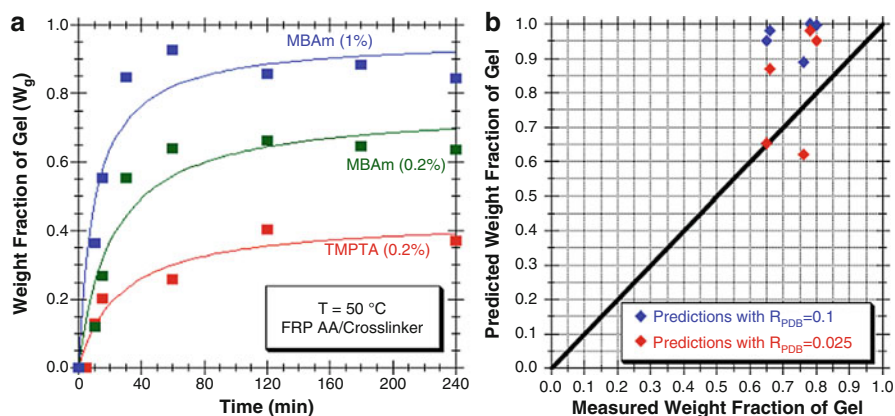 a
Weight Fraction of Gel (Wg)
1.0
0.8
0.6
0.4
0.2
0.0
MBAm (1%)
MBAm (0.2%)
TMPTA (0.2%)
T = 50 °C
FRP AA/Crosslinker
0
40
80
120
160
200
240
Time (min)
b
Predicted Weight Fraction of Gel
1.0
0.9
0.8
0.7
0.6
0.5
0.4
0.3
0.2
0.1
0.0
Predictions with RPDB=0.1
Predictions with RPDB=0.025
0.0 0.1 0.2 0.3 0.4 0.5 0.6 0.7 0.8 0.9 1.0
Measured Weight Fraction of Gel